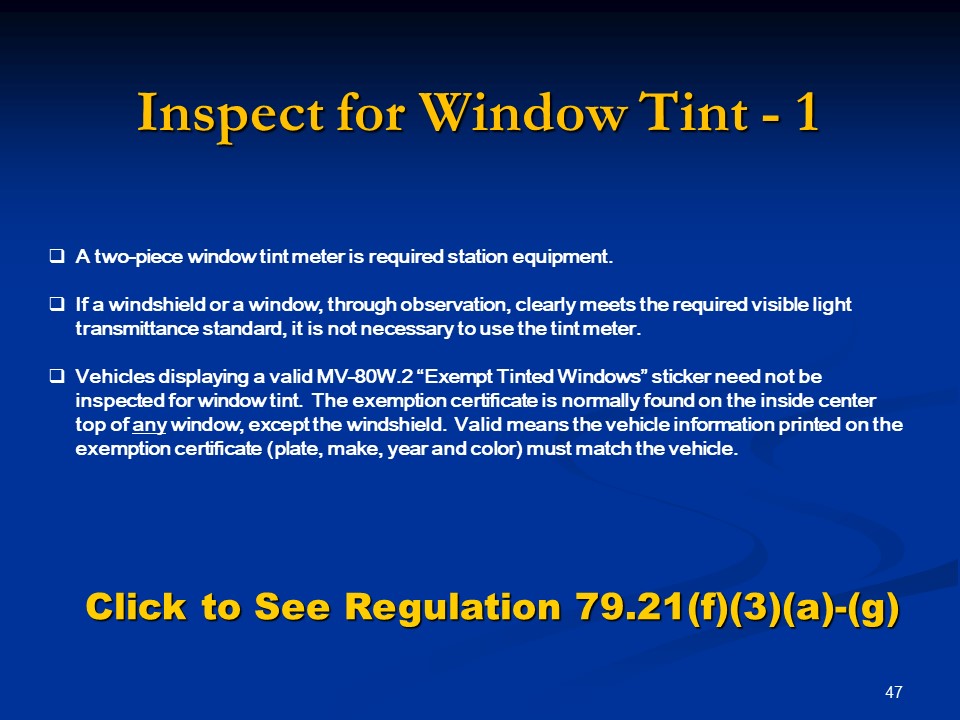 Inspect for Window Tint - 1
❑ A two-piece window tint meter is required station equipment.
❑ If a windshield or a window, through observation, clearly meets the required visible light
transmittance standard, it is not necessary to use the tint meter.
❑ Vehicles displaying a valid MV-80W.2 “Exempt Tinted Windows” sticker need not be
inspected for window tint. The exemption certificate is normally found on the inside center
top of any window, except the windshield. Valid means the vehicle information printed on the
exemption certificate (plate, make, year and color) must match the vehicle.
Click to See Regulation 79.21(f)(3)(a)-(g)
47